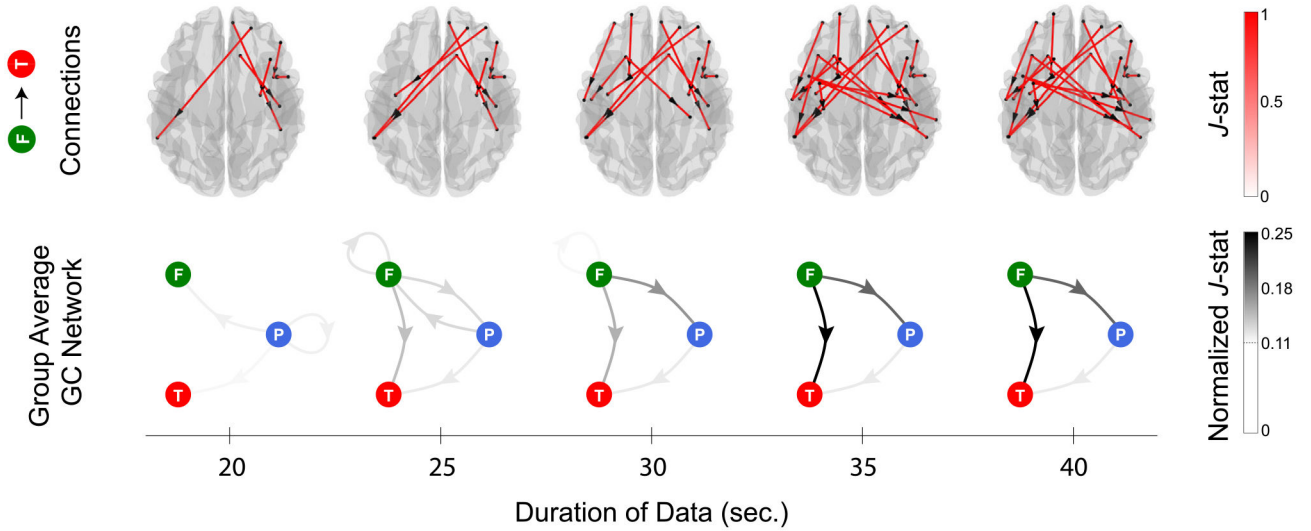 F → T
Connections
1
0.5
0
J-stat
Group Average
GC Network
F
P
T
F
P
T
F
P
T
F
P
T
F
P
T
0.25
0.18
0.11
0
Normalized J-stat
20 25 30 35 40
Duration of Data (sec.)